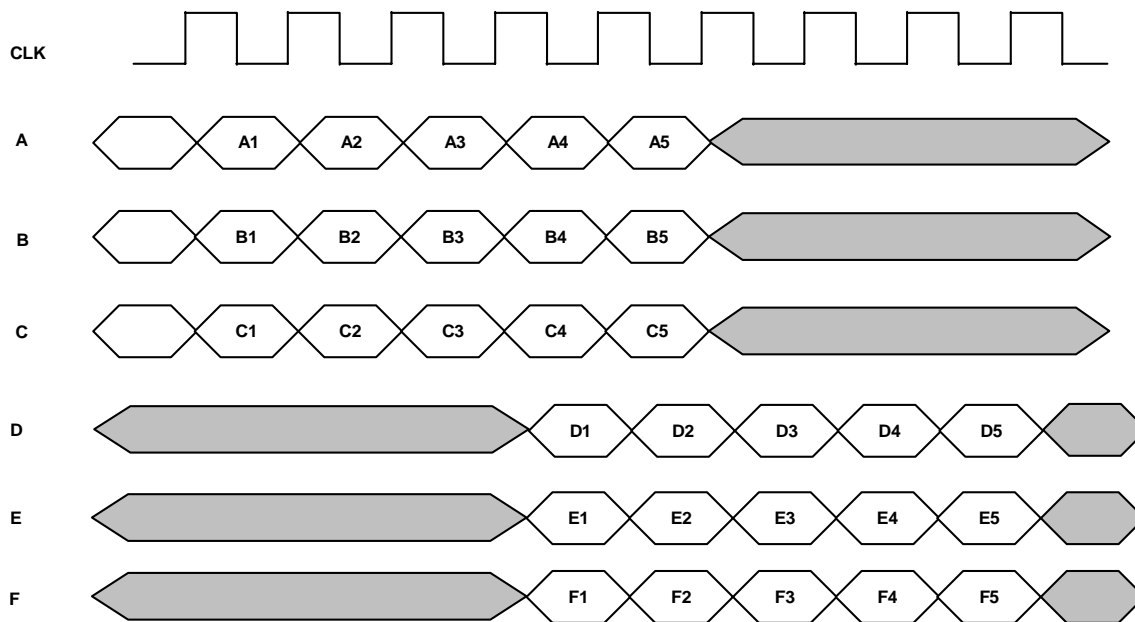 CLK
A A1 A2 A3 A4 A5
B B1 B2 B3 B4 B5
C C1 C2 C3 C4 C5
D D1 D2 D3 D4 D5
E E1 E2 E3 E4 E5
F F1 F2 F3 F4 F5